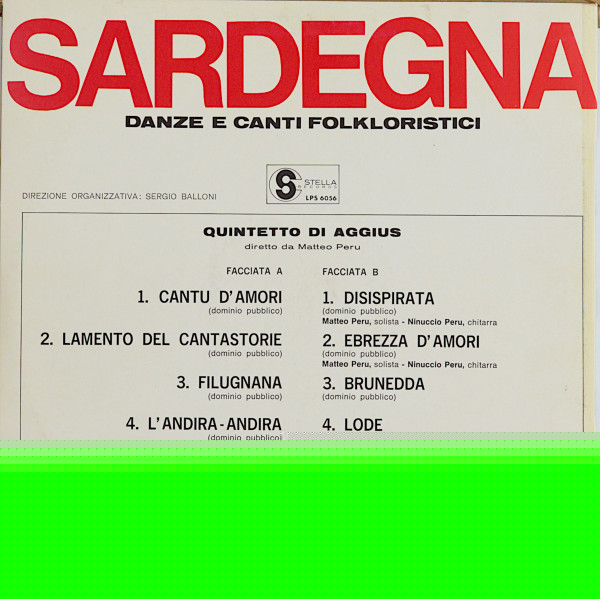 SARDEGNA
DANZE E CANTI FOLKLORISTICI
STELLA
RECORDS
LPS 6056
DIREZIONE ORGANIZZATIVA: SERGIO BALLONI
QUINTETTO DI AGGIUS
diretto da Matteo Peru
FACCIATA A
1. CANTU D'AMORI
(dominio pubblico)
2. LAMENTO DEL CANTASTORIE
(dominio pubblico)
3. FILUGNANA
(dominio pubblico)
4. L'ANDIRA-ANDIRA
(dominio pubblico)
FACCIATA B
1. DISISPIRATA
(dominio pubblico)
Matteo Peru, solista - Ninuccio Peru, chitarra
2. EBREZZA D'AMORI
(dominio pubblico)
Matteo Peru, solista - Ninuccio Peru, chitarra
3. BRUNEDDA
(dominio pubblico)
4. LODE